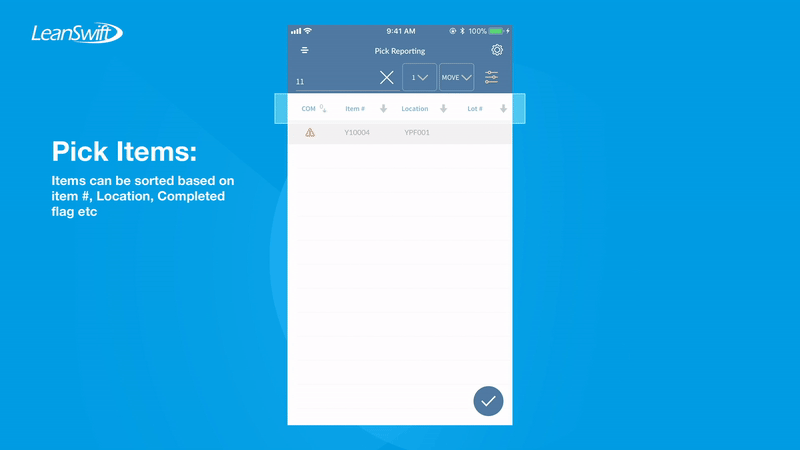 LeanSwift
9:41 AM 100%
Pick Reporting
11 1 MOVE
COM Item # Location Lot #
Y10004 YPF001
Pick Items:
Items can be sorted based on
item #, Location, Completed
flag etc